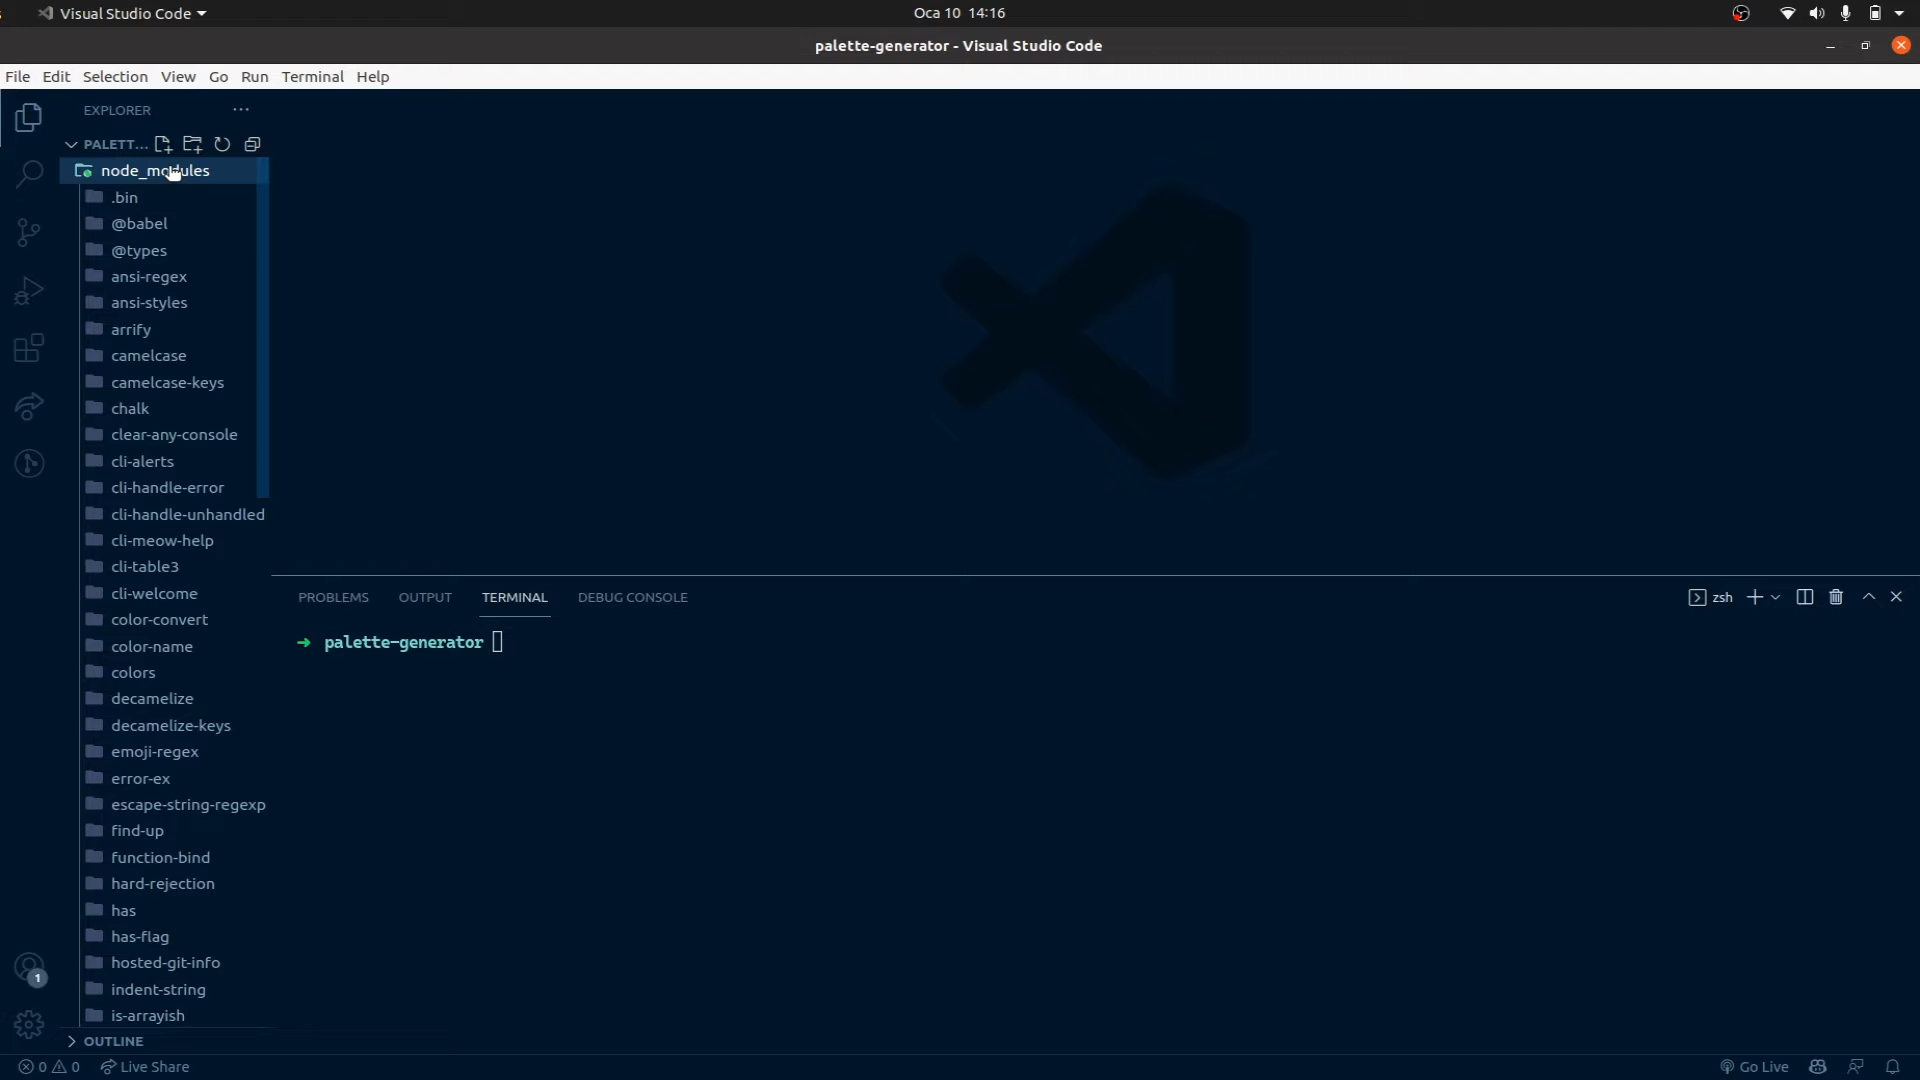 Visual Studio Code
Oca 10 14:16
palette-generator - Visual Studio Code
File Edit Selection View Go Run Terminal Help
EXPLORER
PALETT...
node_modules
.bin
@babel
@types
ansi-regex
ansi-styles
arrify
camelcase
camelcase-keys
chalk
clear-any-console
cli-alerts
cli-handle-error
cli-handle-unhandled
cli-meow-help
cli-table3
cli-welcome
color-convert
color-name
colors
decamelize
decamelize-keys
emoji-regex
error-ex
escape-string-regexp
find-up
function-bind
hard-rejection
has
has-flag
hosted-git-info
indent-string
is-arrayish
OUTLINE
PROBLEMS OUTPUT TERMINAL DEBUG CONSOLE
zsh
➜ palette-generator
1
0 0 Live Share
Go Live